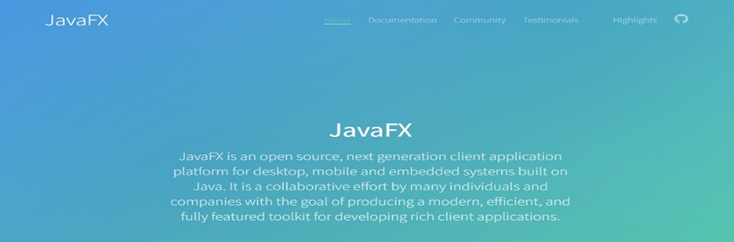 JavaFX Home Documentation Community Testimonials Highlights
JavaFX
JavaFX is an open source, next generation client application
platform for desktop, mobile and embedded systems built on
Java. It is a collaborative effort by many individuals and
companies with the goal of producing a modern, efficient, and
fully featured toolkit for developing rich client applications.